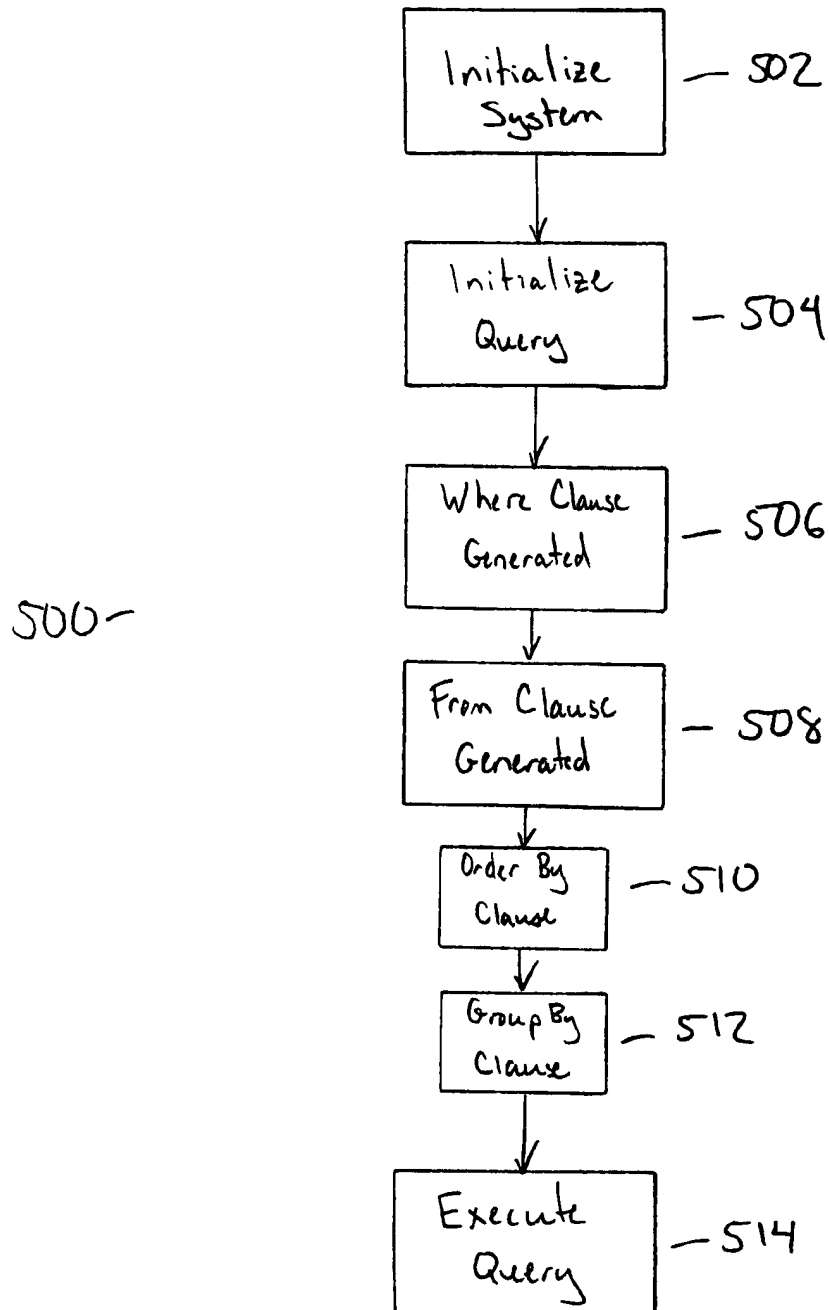 Initialize
System
502
Initialize
Query
504
Where Clause
Generated
506
500
From Clause
Generated
508
Order By
Clause
510
Group By
Clause
512
Execute
Query
514